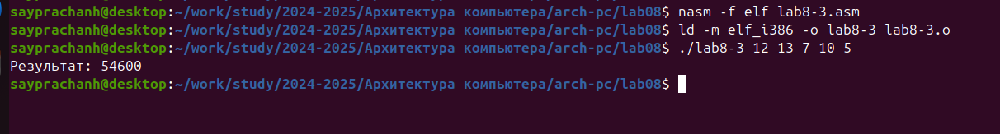 sayprachanh@desktop:~/work/study/2024-2025/Архитектура компьютера/arch-pc/lab08$ nasm -f elf lab8-3.asm
sayprachanh@desktop:~/work/study/2024-2025/Архитектура компьютера/arch-pc/lab08$ ld -m elf_i386 -o lab8-3 lab8-3.o
sayprachanh@desktop:~/work/study/2024-2025/Архитектура компьютера/arch-pc/lab08$ ./lab8-3 12 13 7 10 5
Результат: 54600
sayprachanh@desktop:~/work/study/2024-2025/Архитектура компьютера/arch-pc/lab08$